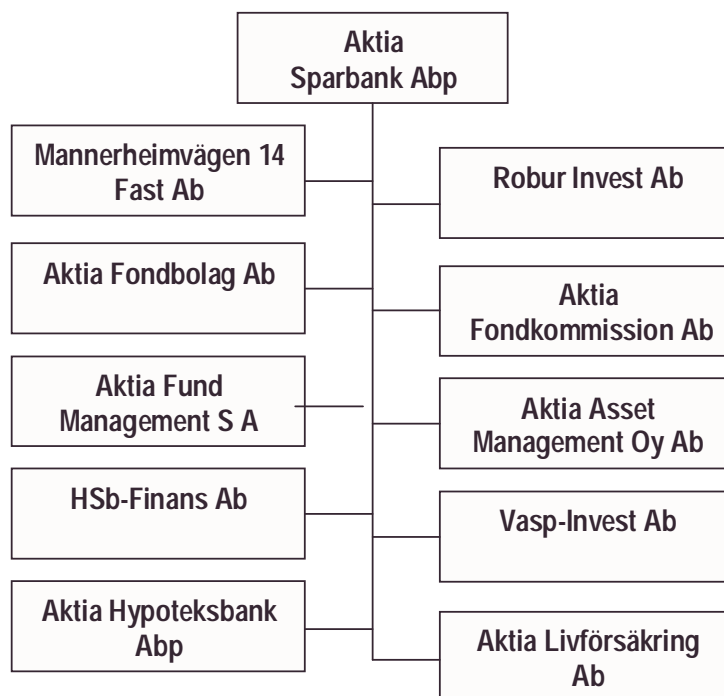 Aktia
Sparbank Abp
Mannerheimvägen 14
Fast Ab
Robur Invest Ab
Aktia Fondbolag Ab
Aktia
Fondkommission Ab
Aktia Fund
Management S A
Aktia Asset
Management Oy Ab
HSb-Finans Ab
Vasp-Invest Ab
Aktia Hypoteksbank
Abp
Aktia Livförsäkring
Ab